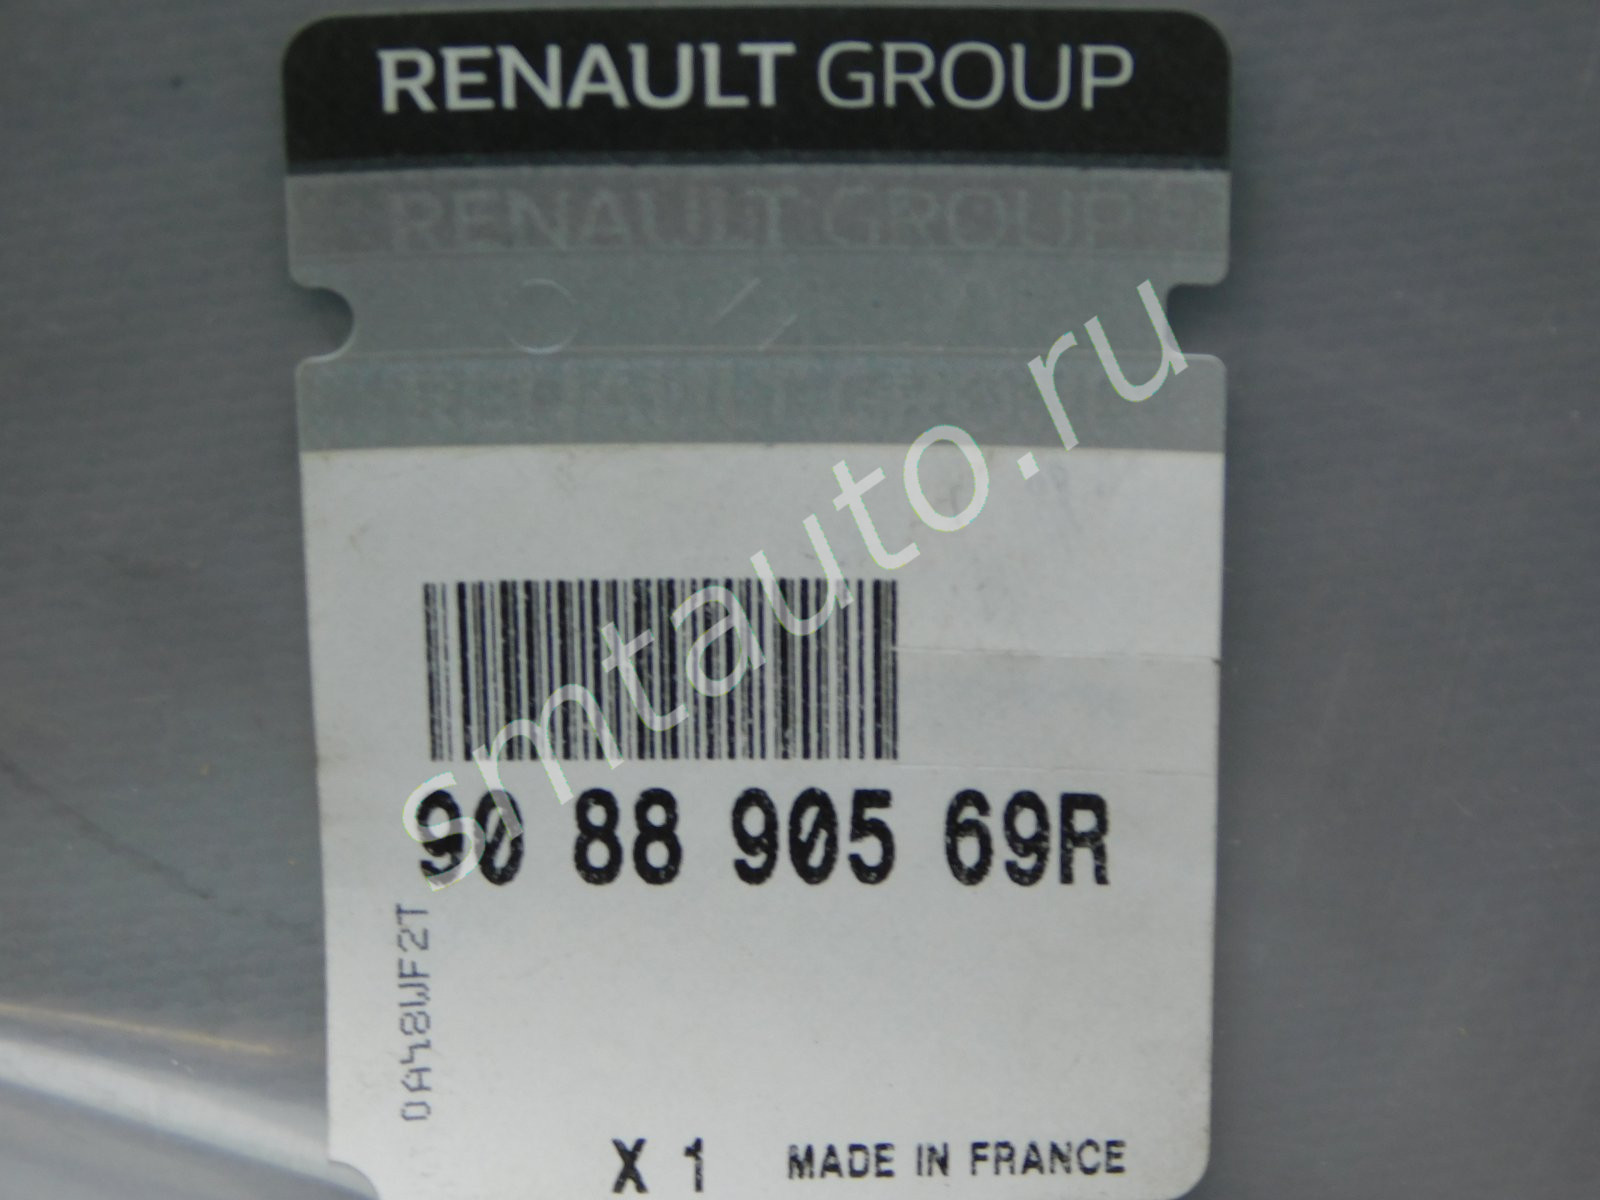 RENAULT GROUP
RENAULT GROUP
smtauto.ru
90 88 905 69R
0A48WF2T
X 1 MADE IN FRANCE